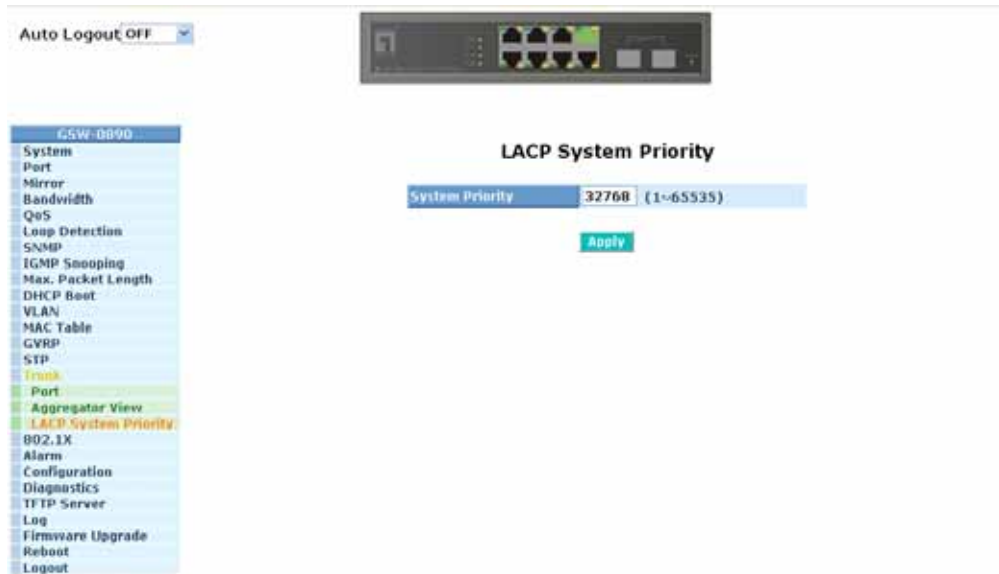 Auto Logout OFF
GSW-0890
System
Port
Mirror
Bandwidth
QoS
Loop Detection
SNMP
IGMP Snooping
Max. Packet Length
DHCP Boot
VLAN
MAC Table
GVRP
STP
Trunk
Port
Aggregator View
LACP System Priority
802.1X
Alarm
Configuration
Diagnostics
TFTP Server
Log
Firmware Upgrade
Reboot
Logout
LACP System Priority
System Priority 32768 (1~65535)
Apply